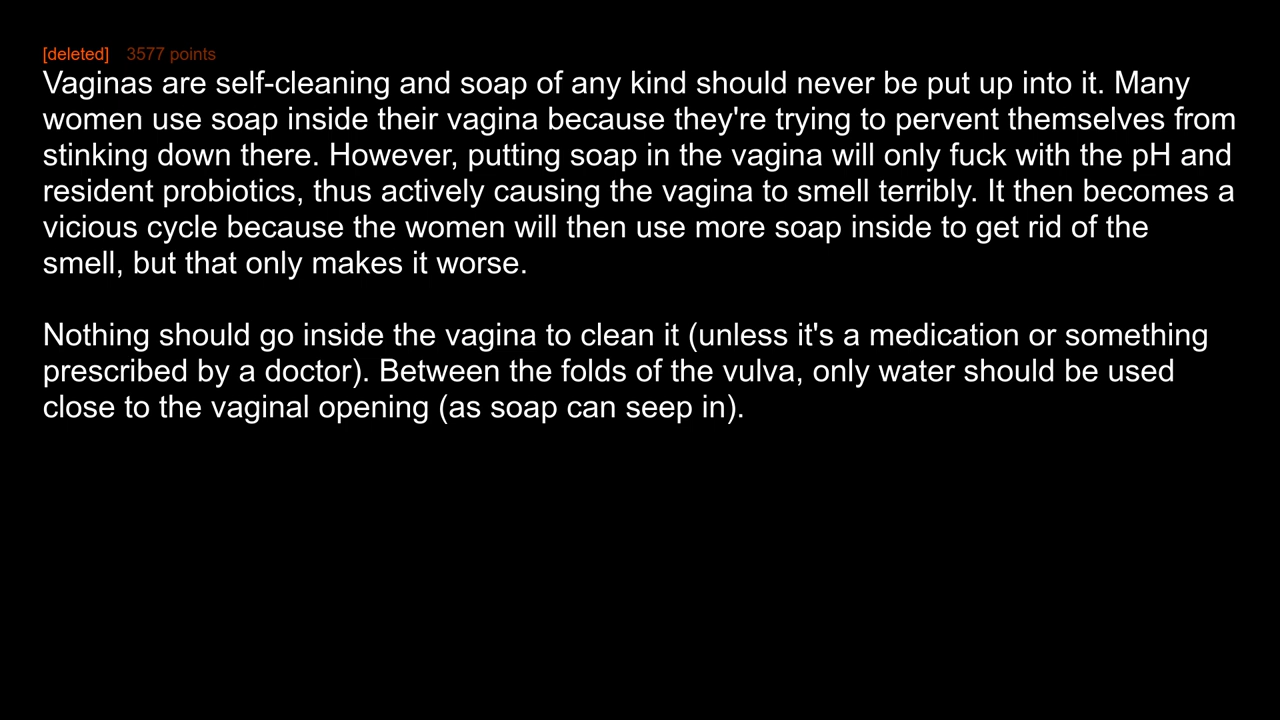 [deleted] 3577 points
Vaginas are self-cleaning and soap of any kind should never be put up into it. Many
women use soap inside their vagina because they're trying to pervent themselves from
stinking down there. However, putting soap in the vagina will only fuck with the pH and
resident probiotics, thus actively causing the vagina to smell terribly. It then becomes a
vicious cycle because the women will then use more soap inside to get rid of the
smell, but that only makes it worse.
Nothing should go inside the vagina to clean it (unless it's a medication or something
prescribed by a doctor). Between the folds of the vulva, only water should be used
close to the vaginal opening (as soap can seep in).